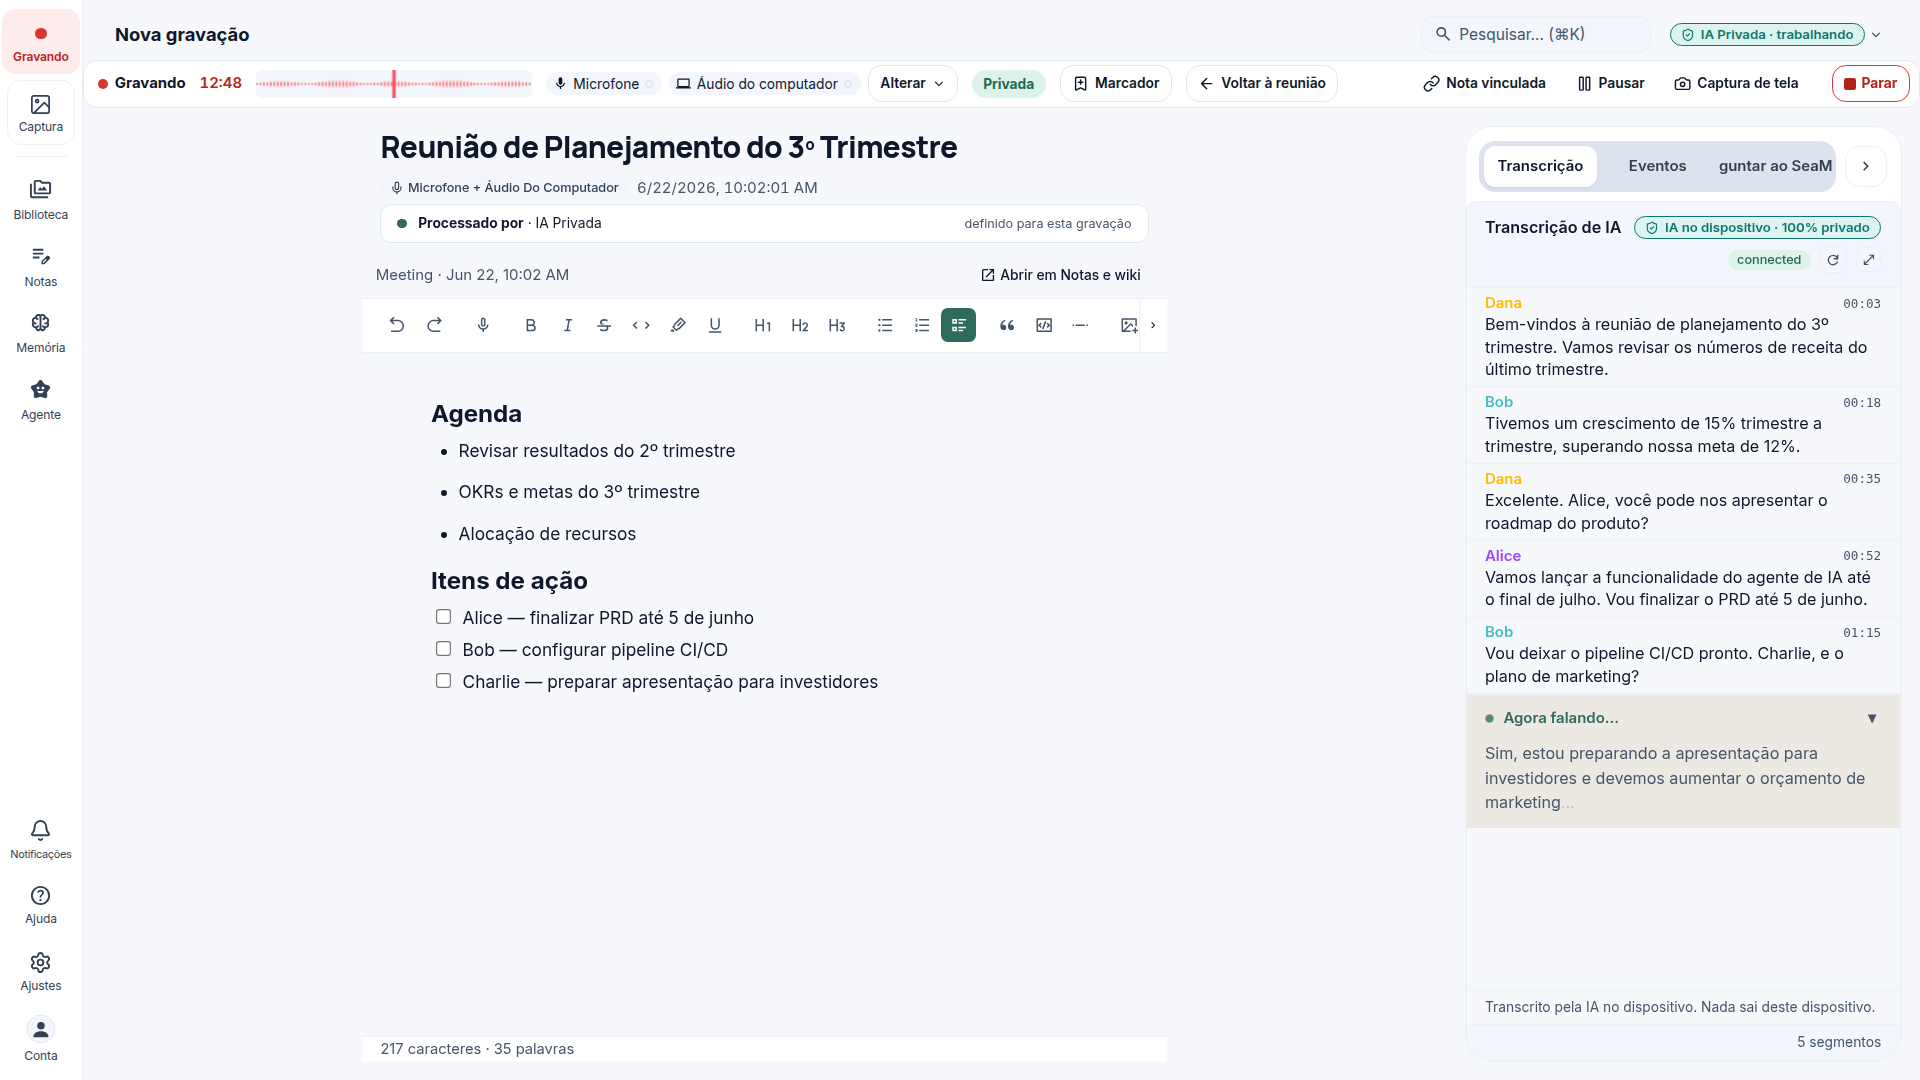 Gravando
Captura
Biblioteca
Notas
Memória
Agente
Notificações
Ajuda
Ajustes
Conta
Nova gravação
Pesquisar... (⌘K)
IA Privada · trabalhando
Gravando 12:48
Microfone
Áudio do computador
Alterar
Privada
Marcador
Voltar à reunião
Nota vinculada
Pausar
Captura de tela
Parar
Reunião de Planejamento do 3º Trimestre
Microfone + Áudio Do Computador 6/22/2026, 10:02:01 AM
Processado por · IA Privada definido para esta gravação
Meeting · Jun 22, 10:02 AM Abrir em Notas e wiki
B I S U H1 H2 H3
Agenda
• Revisar resultados do 2º trimestre
• OKRs e metas do 3º trimestre
• Alocação de recursos
Itens de ação
Alice — finalizar PRD até 5 de junho
Bob — configurar pipeline CI/CD
Charlie — preparar apresentação para investidores
217 caracteres · 35 palavras
Transcrição Eventos guntar ao SeaM
Transcrição de IA IA no dispositivo · 100% privado
connected
Dana 00:03
Bem-vindos à reunião de planejamento do 3º
trimestre. Vamos revisar os números de receita do
último trimestre.
Bob 00:18
Tivemos um crescimento de 15% trimestre a
trimestre, superando nossa meta de 12%.
Dana 00:35
Excelente. Alice, você pode nos apresentar o
roadmap do produto?
Alice 00:52
Vamos lançar a funcionalidade do agente de IA até
o final de julho. Vou finalizar o PRD até 5 de junho.
Bob 01:15
Vou deixar o pipeline CI/CD pronto. Charlie, e o
plano de marketing?
Agora falando...
Sim, estou preparando a apresentação para
investidores e devemos aumentar o orçamento de
marketing...
Transcrito pela IA no dispositivo. Nada sai deste dispositivo.
5 segmentos